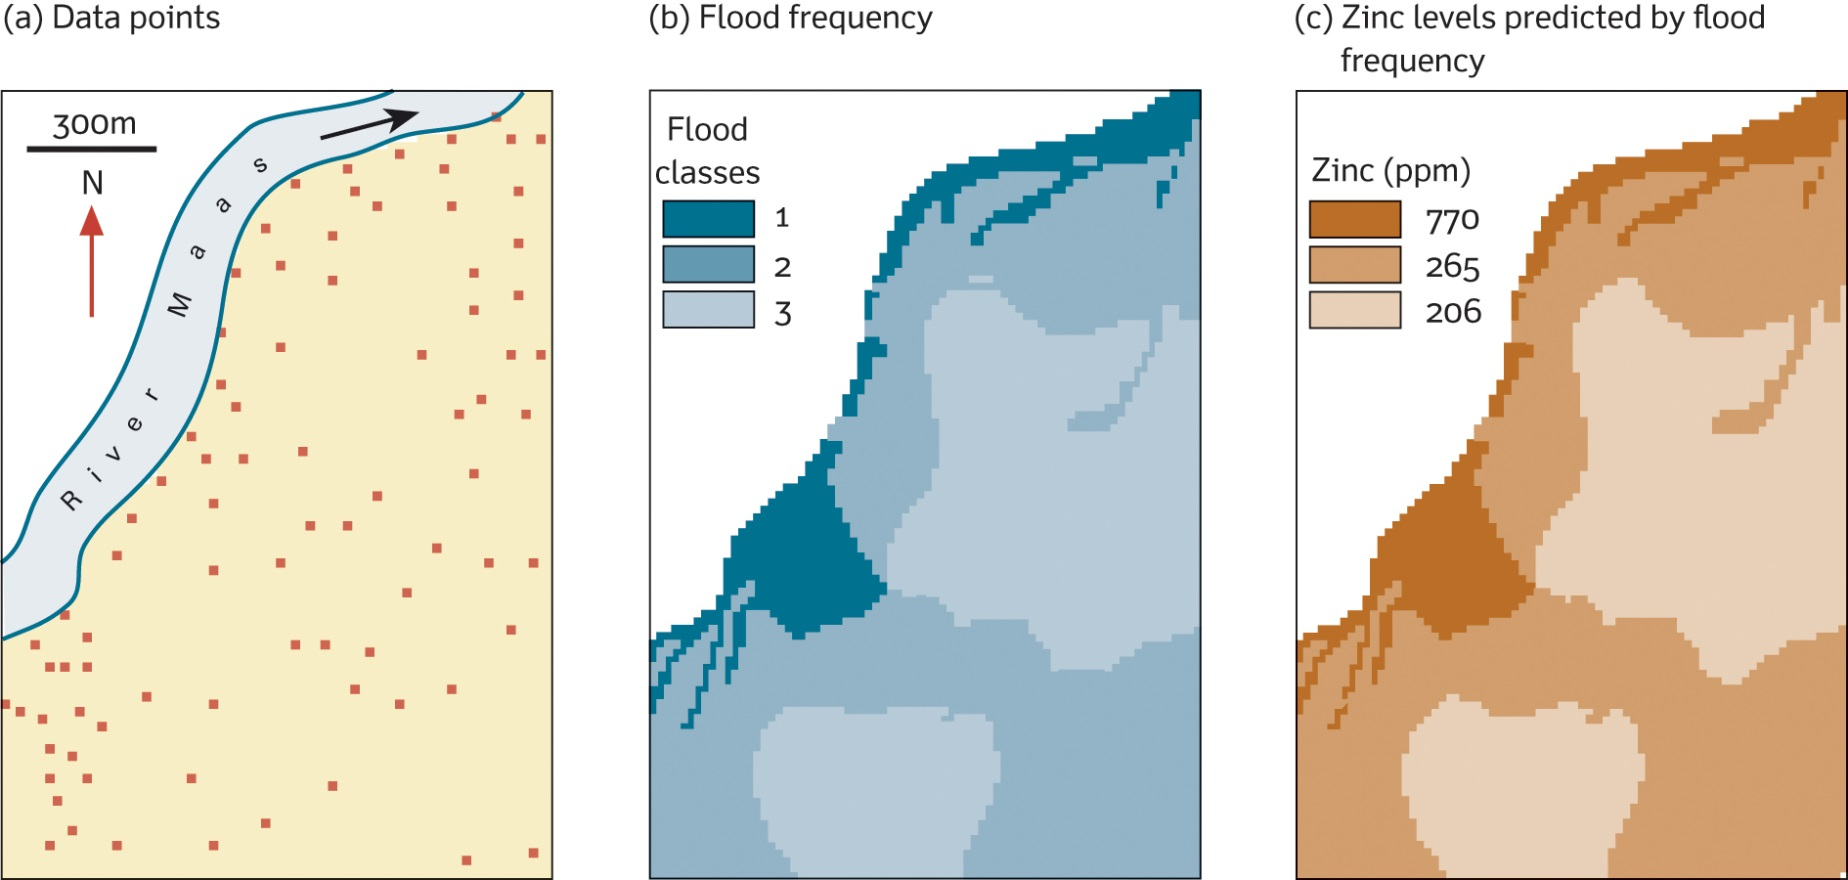 (a) Data points
300m
N
River Maas
(b) Flood frequency
Flood
classes
1
2
3
(c) Zinc levels predicted by flood
frequency
Zinc (ppm)
770
265
206